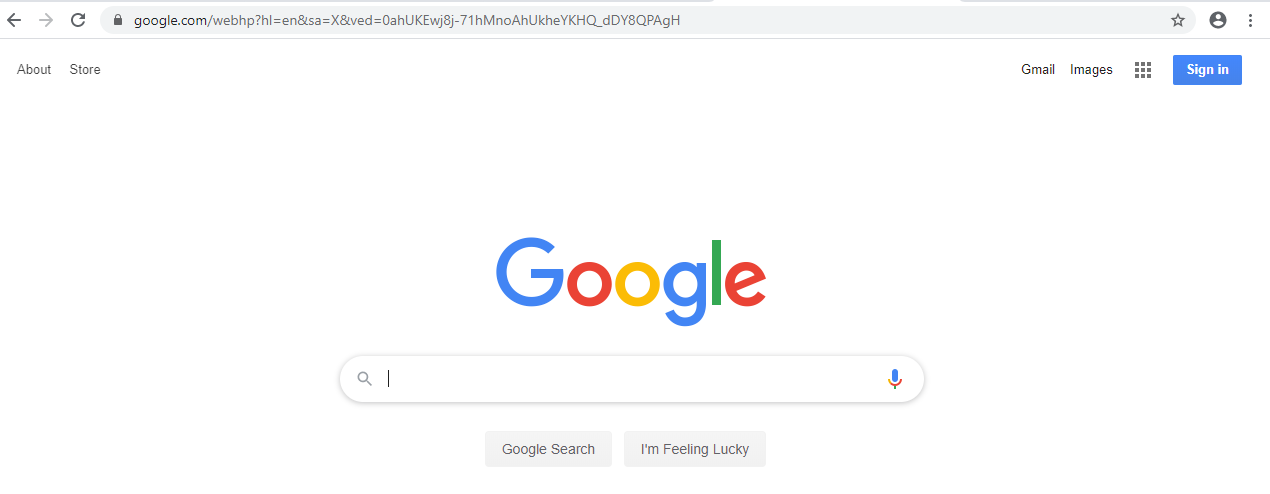 google.com/webhp?hl=en&sa=X&ved=0ahUKEwj8j-71hMnoAhUkheYKHQ_dDY8QPAgH
About Store Gmail Images Sign in
Google
Google Search I'm Feeling Lucky